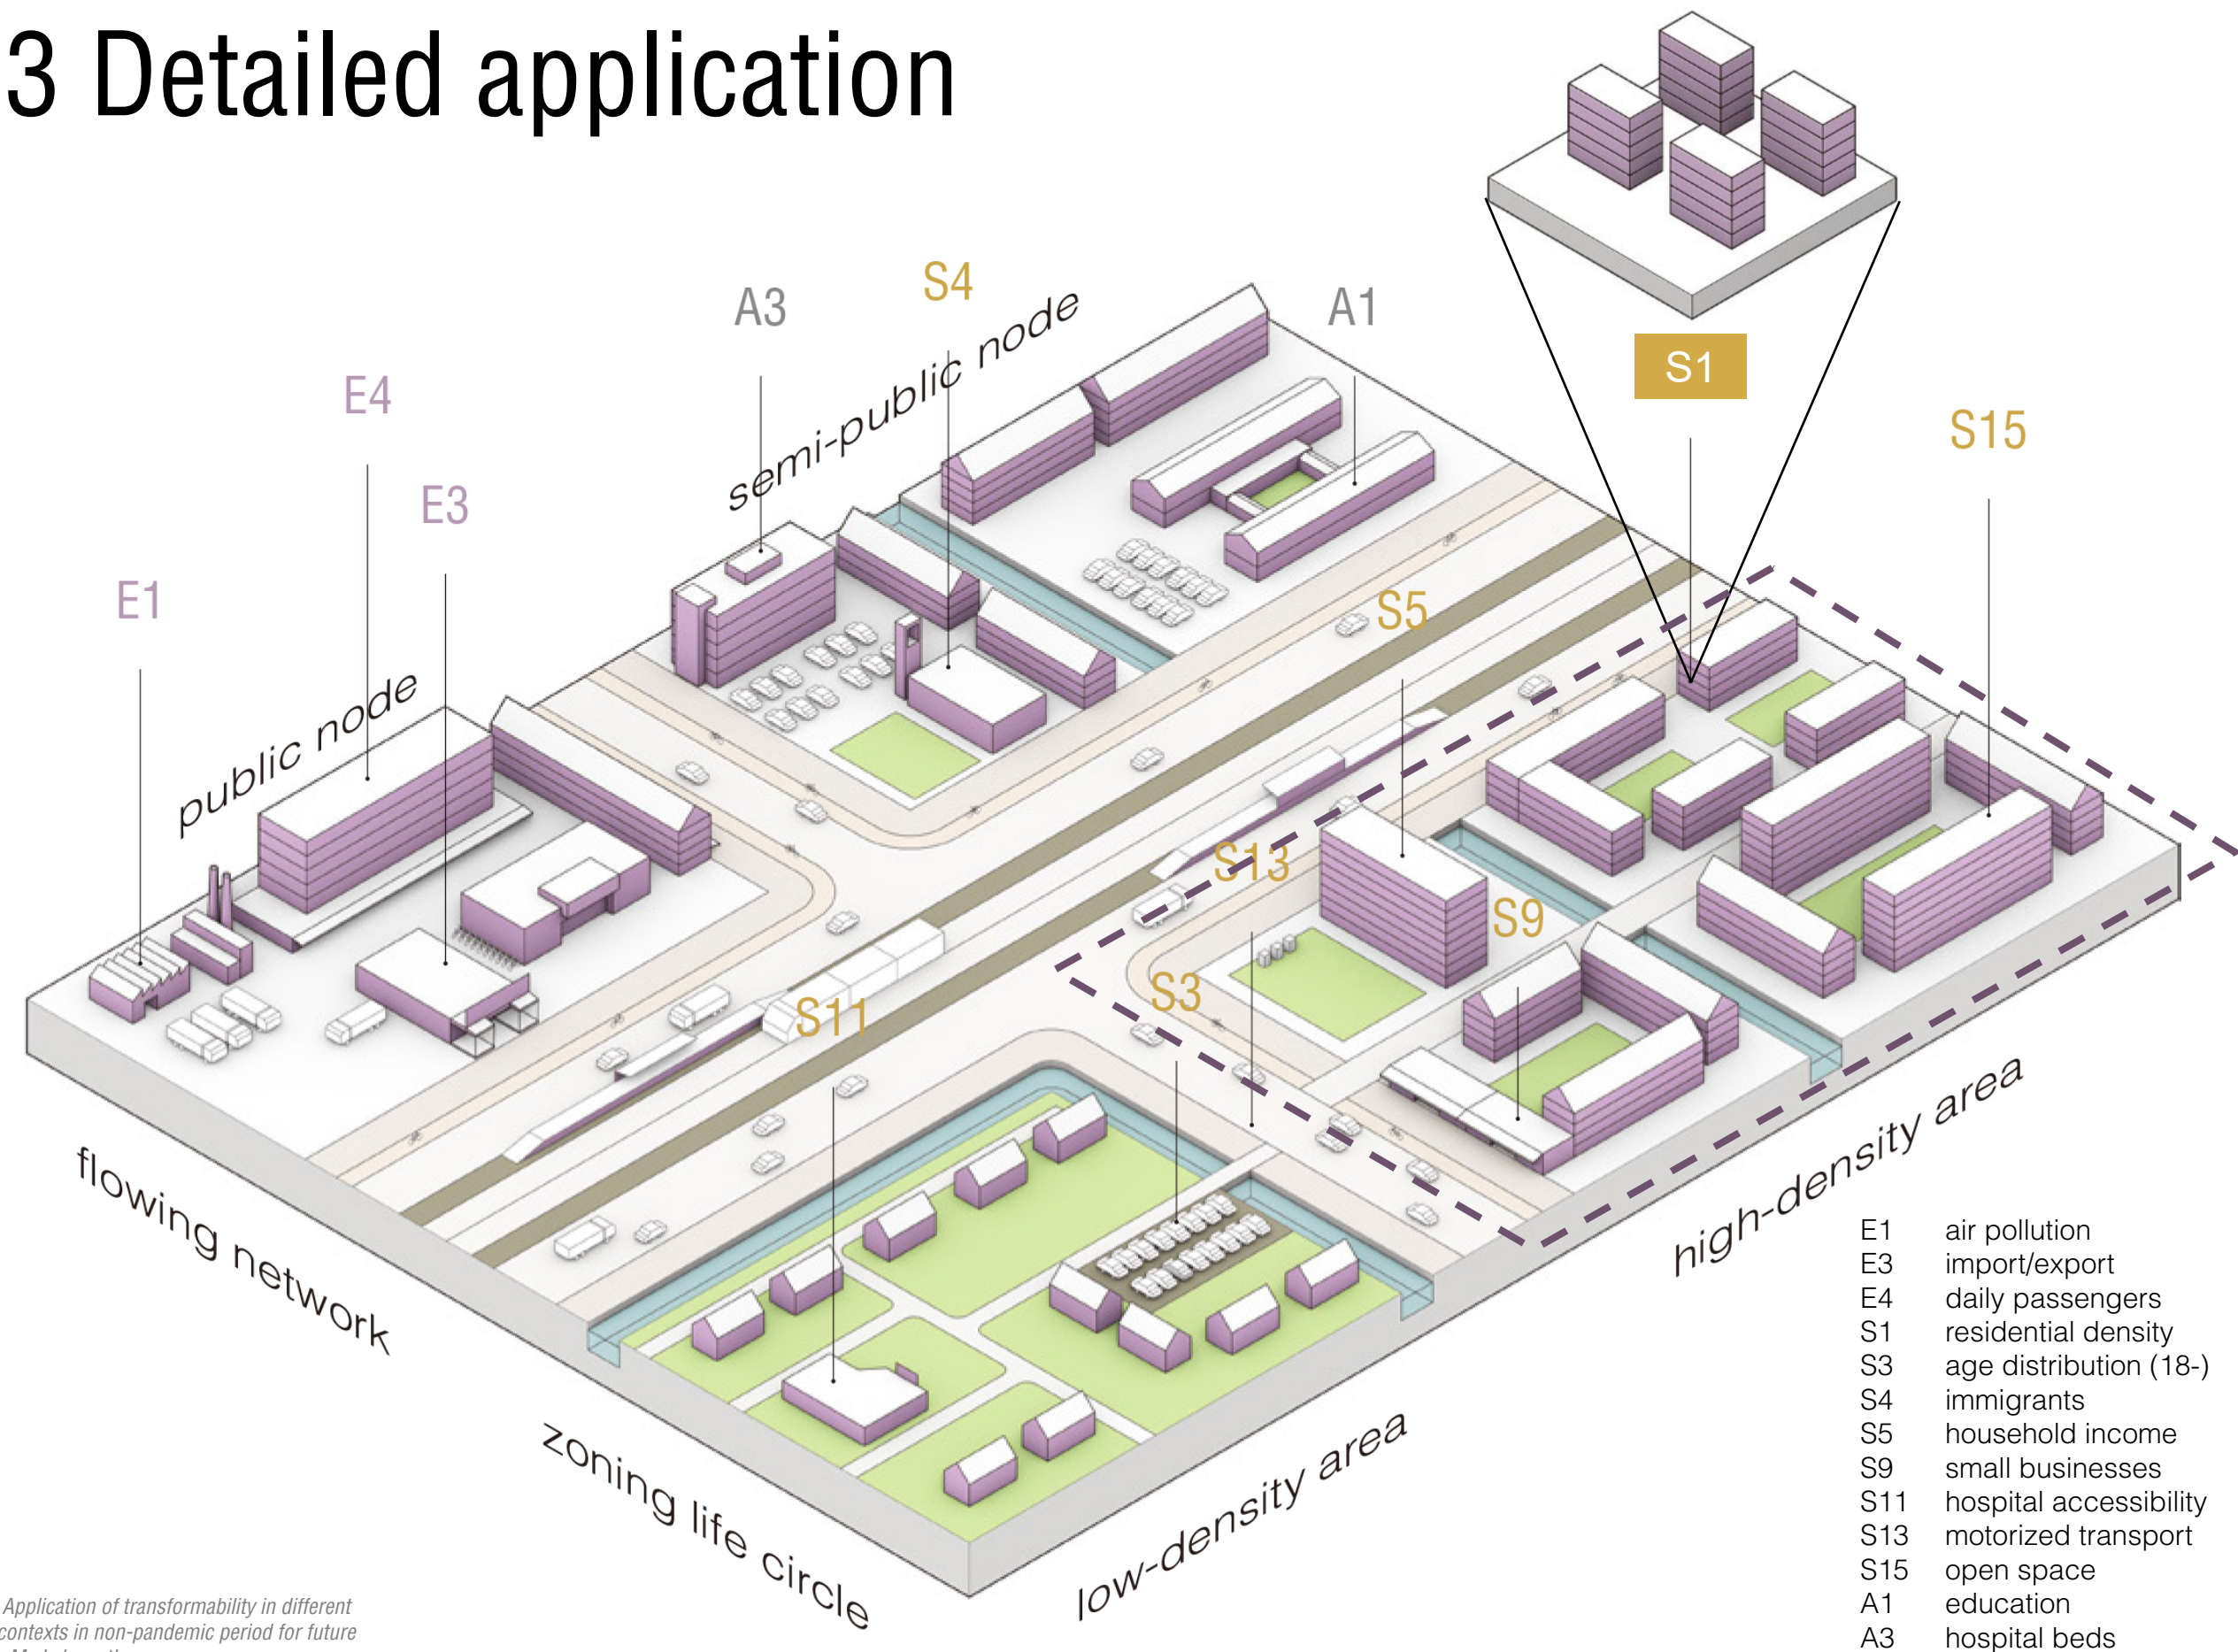 3 Detailed application
S4
A3
A1
S1
E4
S15
semi-public node
E3
E1
S5
public node
S13
S9
S3
S11
flowing network
high-density area
zoning life circle
low-density area
E1 air pollution
E3 import/export
E4 daily passengers
S1 residential density
S3 age distribution (18-)
S4 immigrants
S5 household income
S9 small businesses
S11 hospital accessibility
S13 motorized transport
S15 open space
A1 education
A3 hospital beds
Application of transformability in different
contexts in non-pandemic period for future